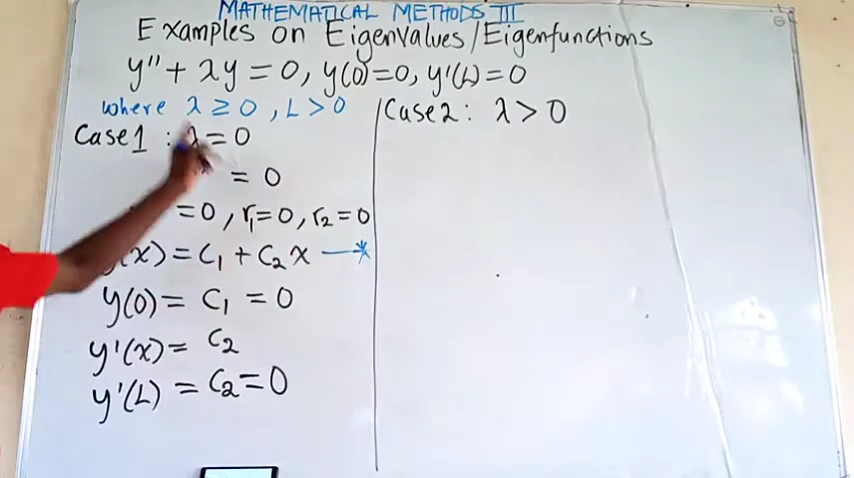 MATHEMATICAL METHODS III
Examples on Eigenvalues/Eigenfunctions
y'' + λy = 0, y(0) = 0, y'(L) = 0
where λ ≥ 0, L > 0
Case 1 : λ = 0
= 0
= 0, r₁ = 0, r₂ = 0
y(x) = C₁ + C₂x —*
y(0) = C₁ = 0
y'(x) = C₂
y'(L) = C₂ = 0
Case 2 : λ > 0